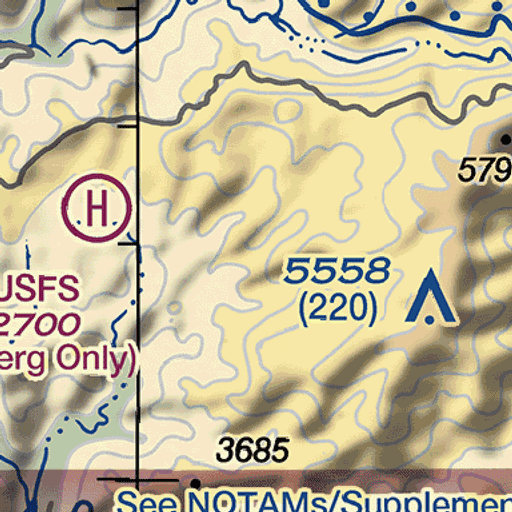 579
H
5558
(220)
USFS
2700
erg Only)
3685
See NOTAMs/Supplemen